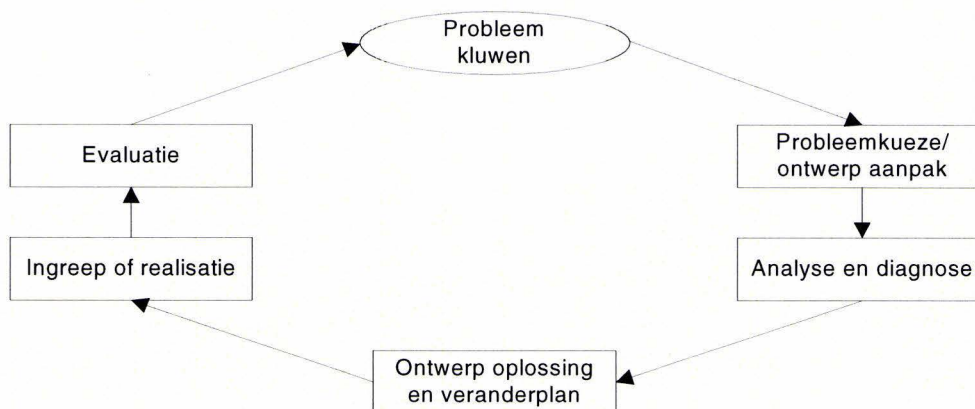 Probleem
kluwen
Probleemkueze/
ontwerp aanpak
Analyse en diagnose
Ontwerp oplossing
en veranderplan
Ingreep of realisatie
Evaluatie